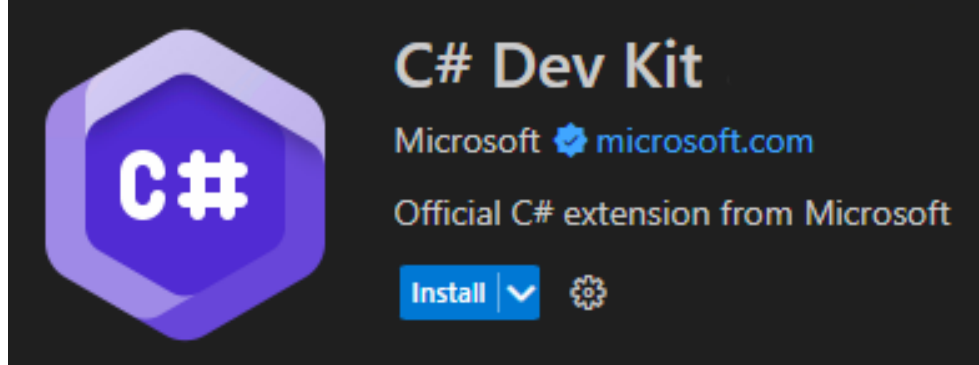 C#
C# Dev Kit
Microsoft microsoft.com
Official C# extension from Microsoft
Install